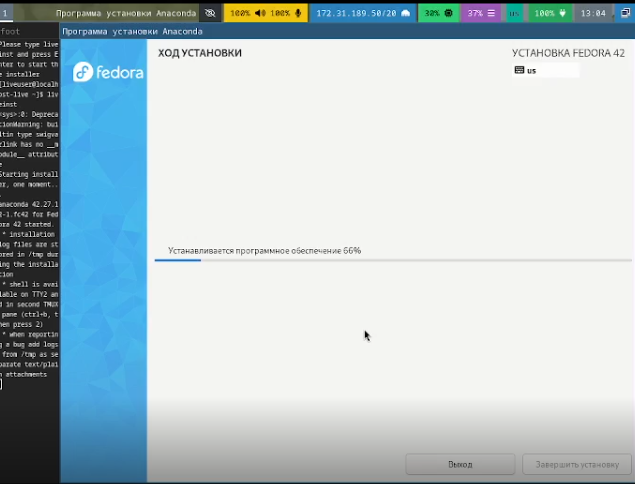 1 Программа установки Anaconda 100% 100% 172.31.189.50/20 30% 37% us 100% 13:04
foot
Программа установки Anaconda
Please type live
inst and press E
nter to start th
e installer
[liveuser@localh
ost-live ~]$ liv
einst
<sys>:0: Depreca
tionWarning: bui
ltin type swigva
rlink has no __m
odule__ attribut
e
Starting install
er, one moment..
.
anaconda 42.27.1
2-1.fc42 for Fed
ora 42 started.
* installation
log files are st
ored in /tmp dur
ing the installa
tion
* shell is avai
lable on TTY2 an
d in second TMUX
pane (ctrl+b, t
hen press 2)
* when reportin
g a bug add logs
from /tmp as se
parate text/plai
n attachments
fedora
ХОД УСТАНОВКИ
УСТАНОВКА FEDORA 42
us
Устанавливается программное обеспечение 66%
Выход
Завершить установку